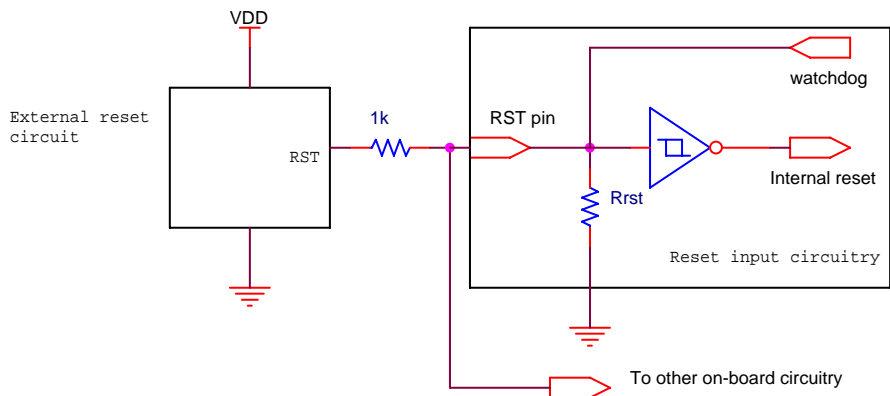 VDD
External reset
circuit
RST
1k
RST pin
watchdog
Internal reset
Rrst
Reset input circuitry
To other on-board circuitry